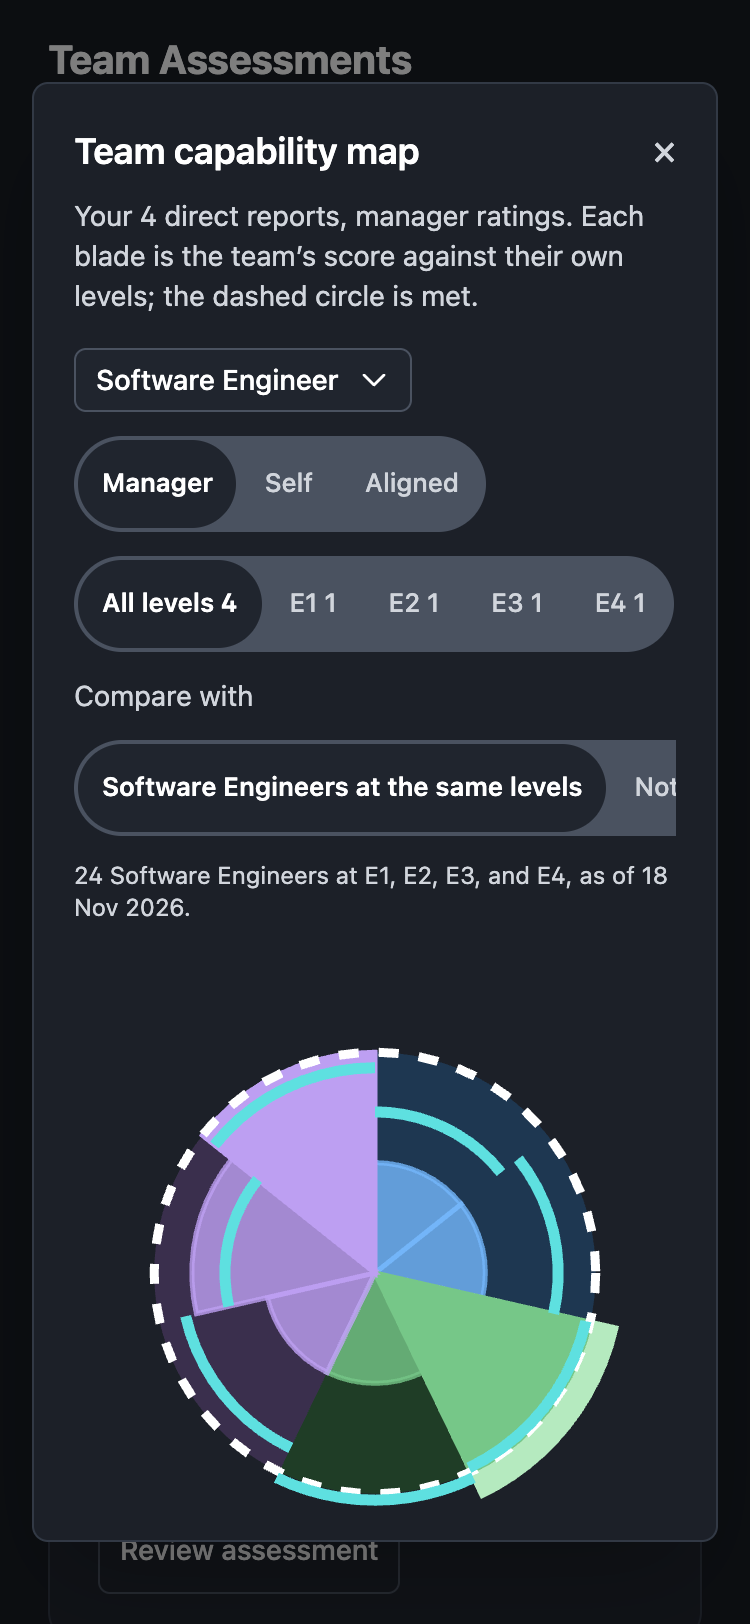 Team Assessments
Team capability map
Your 4 direct reports, manager ratings. Each
blade is the team’s score against their own
levels; the dashed circle is met.
Software Engineer
Manager Self Aligned
All levels 4 E1 1 E2 1 E3 1 E4 1
Compare with
Software Engineers at the same levels Not
24 Software Engineers at E1, E2, E3, and E4, as of 18
Nov 2026.
Review assessment